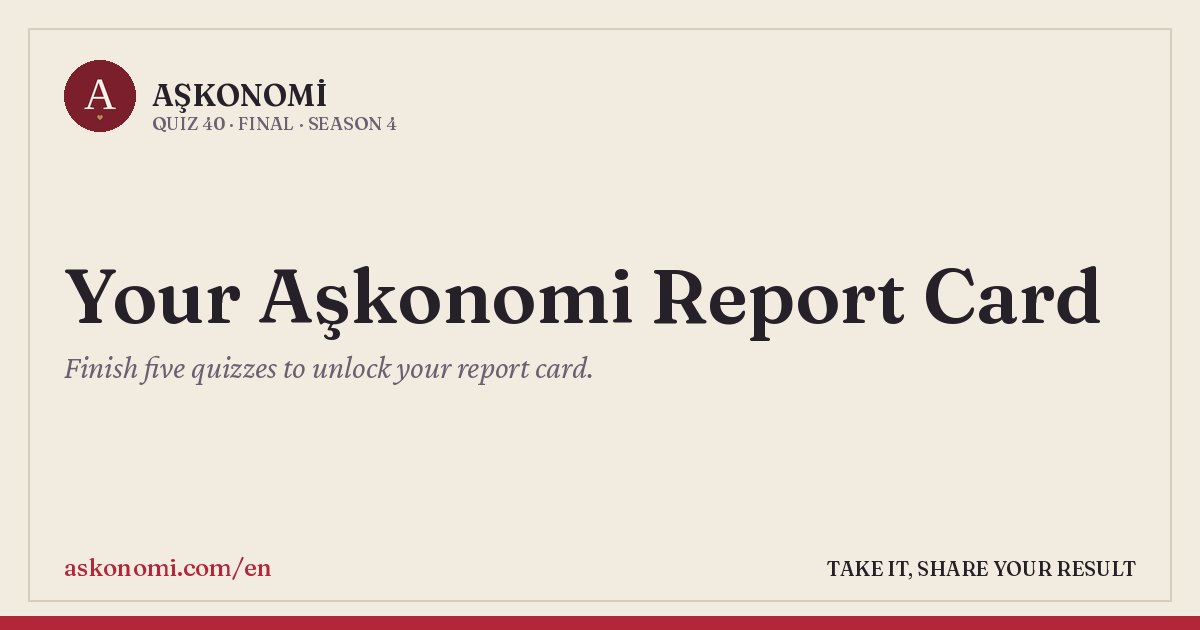 A
AŞKONOMİ
QUIZ 40 · FINAL · SEASON 4
Your Aşkonomi Report Card
Finish five quizzes to unlock your report card.
askonomi.com/en
TAKE IT, SHARE YOUR RESULT